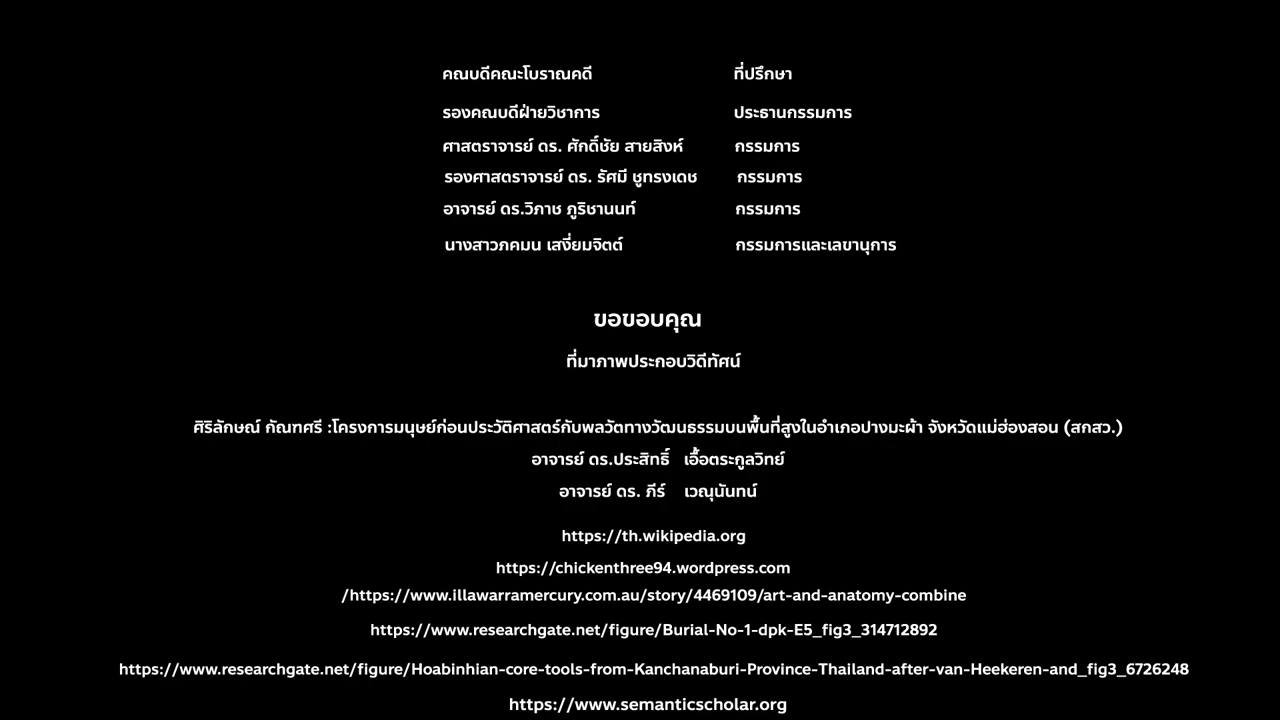 คณบดีคณะโบราณคดี ที่ปรึกษา
รองคณบดีฝ่ายวิชาการ ประธานกรรมการ
ศาสตราจารย์ ดร. ศักดิ์ชัย สายสิงห์ กรรมการ
รองศาสตราจารย์ ดร. รัศมี ชูทรงเดช กรรมการ
อาจารย์ ดร.วิภาช ภูริชานนท์ กรรมการ
นางสาวภคมน เสงี่ยมจิตต์ กรรมการและเลขานุการ
ขอขอบคุณ
ที่มาภาพประกอบวิดีทัศน์
ศิริลักษณ์ กัณฑศรี :โครงการมนุษย์ก่อนประวัติศาสตร์กับพลวัตทางวัฒนธรรมบนพื้นที่สูงในอำเภอปางมะผ้า จังหวัดแม่ฮ่องสอน (สกสว.)
อาจารย์ ดร.ประสิทธิ์ เอื้อตระกูลวิทย์
อาจารย์ ดร. ภีร์ เวณุนันทน์
https://th.wikipedia.org
https://chickenthree94.wordpress.com
/https://www.illawarramercury.com.au/story/4469109/art-and-anatomy-combine
https://www.researchgate.net/figure/Burial-No-1-dpk-E5_fig3_314712892
https://www.researchgate.net/figure/Hoabinhian-core-tools-from-Kanchanaburi-Province-Thailand-after-van-Heekeren-and_fig3_6726248
https://www.semanticscholar.org